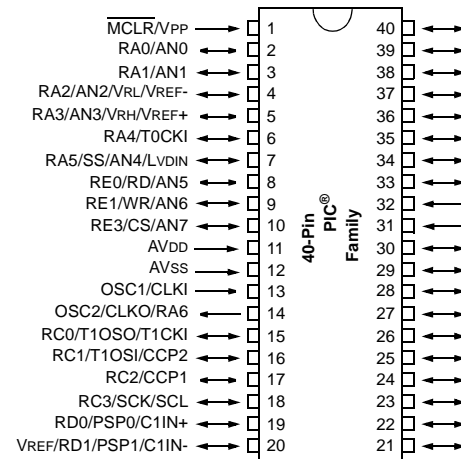 MCLR/VPP 1 40
RA0/AN0 2 39
RA1/AN1 3 38
RA2/AN2/VRL/VREF- 4 37
RA3/AN3/VRH/VREF+ 5 36
RA4/T0CKI 6 35
RA5/SS/AN4/LVDIN 7 34
RE0/RD/AN5 8 33
RE1/WR/AN6 9 32
RE3/CS/AN7 10 31
AVDD 11 30
AVSS 12 29
OSC1/CLKI 13 28
OSC2/CLKO/RA6 14 27
RC0/T1OSO/T1CKI 15 26
RC1/T1OSI/CCP2 16 25
RC2/CCP1 17 24
RC3/SCK/SCL 18 23
RD0/PSP0/C1IN+ 19 22
VREF/RD1/PSP1/C1IN- 20 21
40-Pin
PIC®
Family